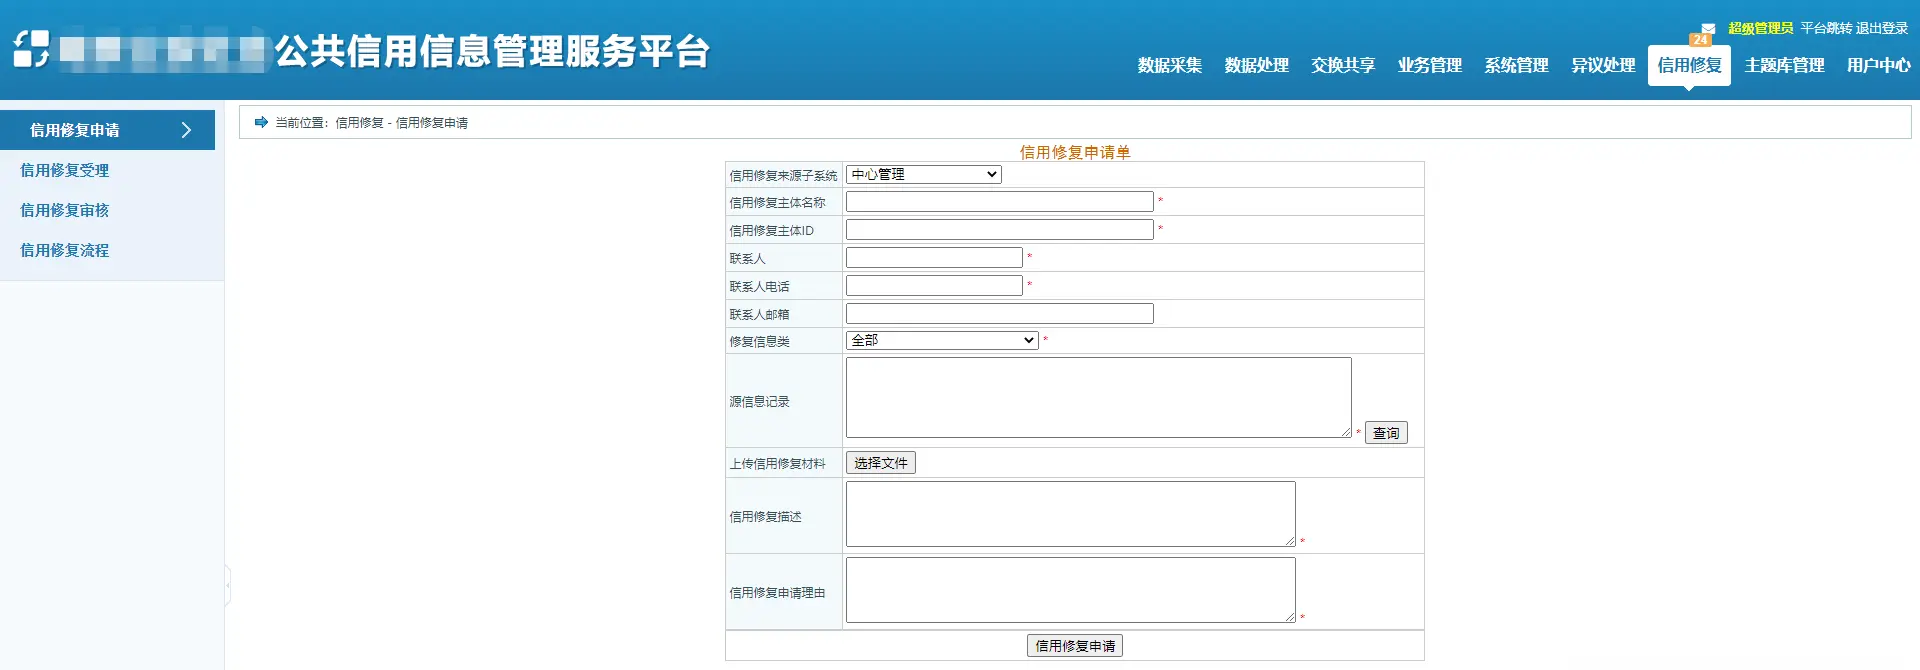 公共信用信息管理服务平台
24
超级管理员 平台跳转 退出登录
数据采集 数据处理 交换共享 业务管理 系统管理 异议处理 信用修复 主题库管理 用户中心
信用修复申请
信用修复受理
信用修复审核
信用修复流程
当前位置：信用修复 - 信用修复申请
信用修复申请单
信用修复来源子系统 中心管理
信用修复主体名称 *
信用修复主体ID *
联系人 *
联系人电话 *
联系人邮箱
修复信息类 全部 *
源信息记录 * 查询
上传信用修复材料 选择文件
信用修复描述 *
信用修复申请理由 *
信用修复申请